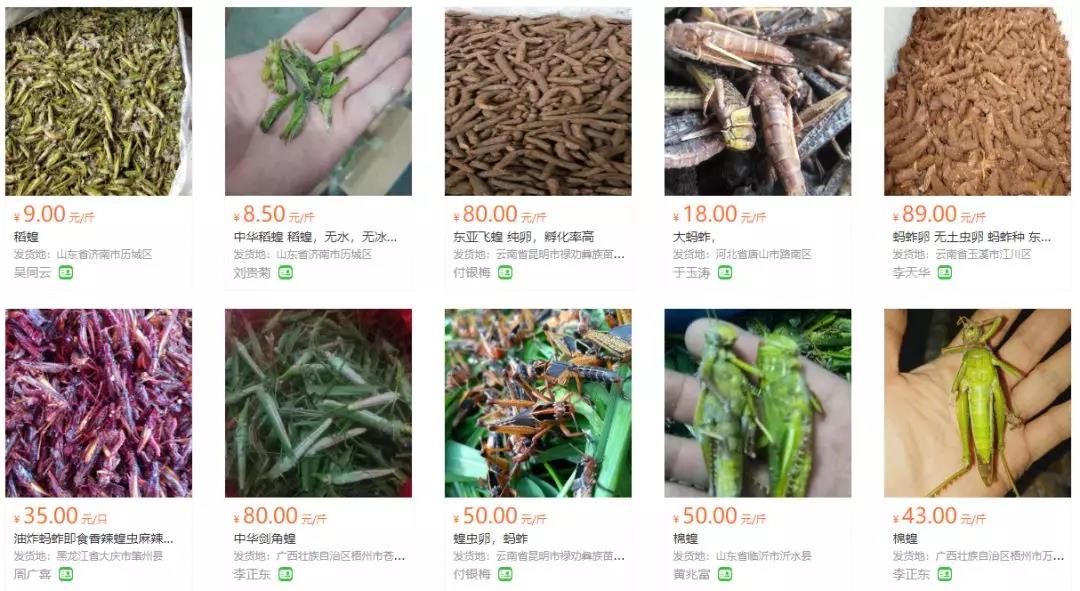 ¥ 9.00 元/斤
稻蝗
发货地：山东省济南市历城区
吴同云
¥ 8.50 元/斤
中华稻蝗 稻蝗，无水，无冰...
发货地：山东省济南市历城区
刘贵菊
¥ 80.00 元/斤
东亚飞蝗 纯卵，孵化率高
发货地：云南省昆明市禄劝彝族苗...
付银梅
¥ 18.00 元/斤
大蚂蚱，
发货地：河北省唐山市路南区
于玉涛
¥ 89.00 元/斤
蚂蚱卵 无土虫卵 蚂蚱种 东...
发货地：云南省玉溪市江川区
李天华
¥ 35.00 元/只
油炸蚂蚱即食香辣蝗虫麻辣...
发货地：黑龙江省大庆市肇州县
周广喜
¥ 80.00 元/斤
中华剑角蝗
发货地：广西壮族自治区梧州市苍...
李正东
¥ 50.00 元/斤
蝗虫卵，蚂蚱
发货地：云南省昆明市禄劝彝族苗...
付银梅
¥ 50.00 元/斤
棉蝗
发货地：山东省临沂市沂水县
黄兆富
¥ 43.00 元/斤
棉蝗
发货地：广西壮族自治区梧州市万...
李正东